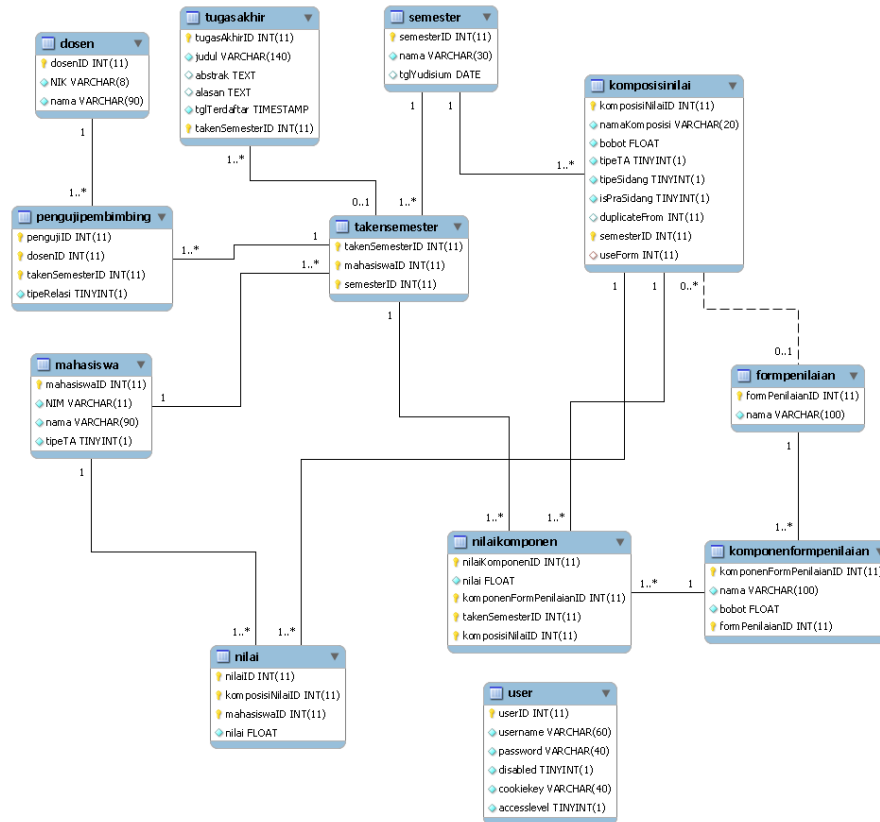 dosen
dosenID INT(11)
NIK VARCHAR(8)
nama VARCHAR(90)
tugasakhir
tugasAkhirID INT(11)
judul VARCHAR(140)
abstrak TEXT
alasan TEXT
tglTerdaftar TIMESTAMP
takenSemesterID INT(11)
semester
semesterID INT(11)
nama VARCHAR(30)
tglYudisium DATE
komposisinilai
komposisiNilaiID INT(11)
namaKomposisi VARCHAR(20)
bobot FLOAT
tipeTA TINYINT(1)
tipeSidang TINYINT(1)
isPraSidang TINYINT(1)
duplicateFrom INT(11)
semesterID INT(11)
useForm INT(11)
1
1..*
1..*
0..1
1
1..*
1
1..*
pengujipembimbing
pengujiID INT(11)
dosenID INT(11)
takenSemesterID INT(11)
tipeRelasi TINYINT(1)
1..*
1
takensemester
takenSemesterID INT(11)
mahasiswaID INT(11)
semesterID INT(11)
1..*
1
1
1
1
0..*
0..1
mahasiswa
mahasiswaID INT(11)
NIM VARCHAR(11)
nama VARCHAR(90)
tipeTA TINYINT(1)
1
1
formpenilaian
formPenilaianID INT(11)
nama VARCHAR(100)
1
1..*
1..*
1..*
nilaikomponen
nilaiKomponenID INT(11)
nilai FLOAT
komponenFormPenilaianID INT(11)
takenSemesterID INT(11)
komposisiNilaiID INT(11)
1..*
1
komponenformpenilaian
komponenFormPenilaianID INT(11)
nama VARCHAR(100)
bobot FLOAT
formPenilaianID INT(11)
1..*
1..*
nilai
nilaiID INT(11)
komposisiNilaiID INT(11)
mahasiswaID INT(11)
nilai FLOAT
user
userID INT(11)
username VARCHAR(60)
password VARCHAR(40)
disabled TINYINT(1)
cookiekey VARCHAR(40)
accesslevel TINYINT(1)